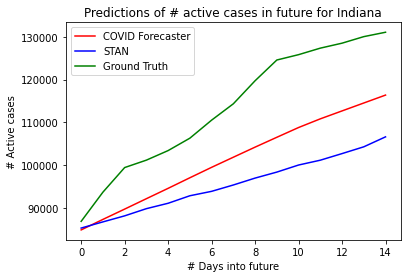 Predictions of # active cases in future for Indiana
COVID Forecaster
STAN
Ground Truth
130000
120000
110000
100000
90000
# Active cases
0 2 4 6 8 10 12 14
# Days into future